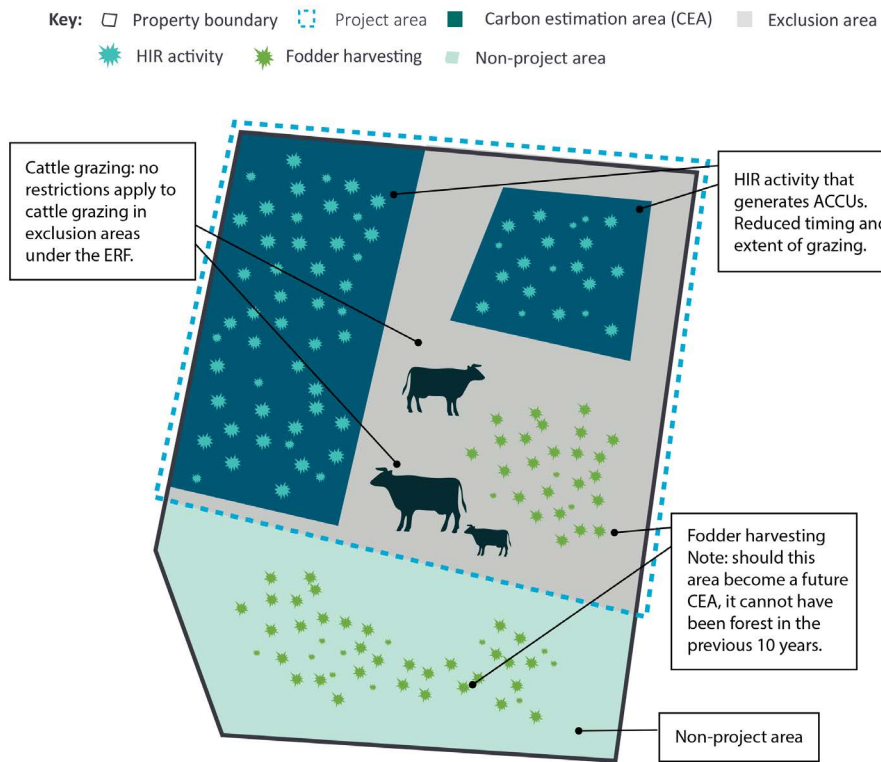 Key: Property boundary Project area Carbon estimation area (CEA) Exclusion area
HIR activity Fodder harvesting Non-project area
Cattle grazing: no
restrictions apply to
cattle grazing in
exclusion areas
under the ERF.
HIR activity that
generates ACCUs.
Reduced timing and
extent of grazing.
Fodder harvesting
Note: should this
area become a future
CEA, it cannot have
been forest in the
previous 10 years.
Non-project area